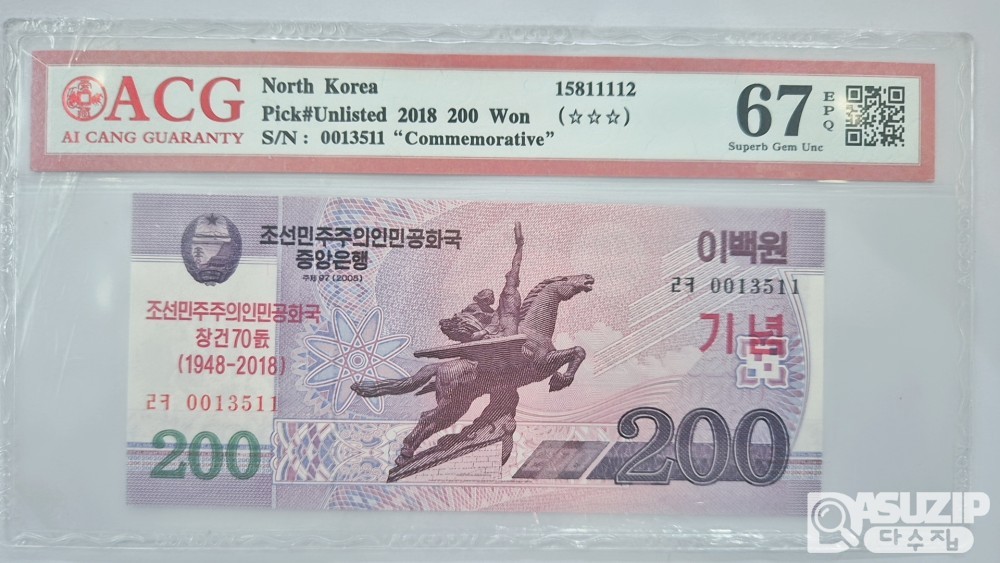 ACG
AI CANG GUARANTY
North Korea
Pick#Unlisted 2018 200 Won
S/N : 0013511 “Commemorative”
15811112
(☆☆☆)
67
EPQ
Superb Gem Unc
조선민주주의인민공화국
중앙은행
주체97(2008)
이백원
ㄹㅋ 0013511
조선민주주의인민공화국
창건70돐
(1948-2018)
기념
ㄹㅋ 0013511
200
200
ASUZIP
다수집